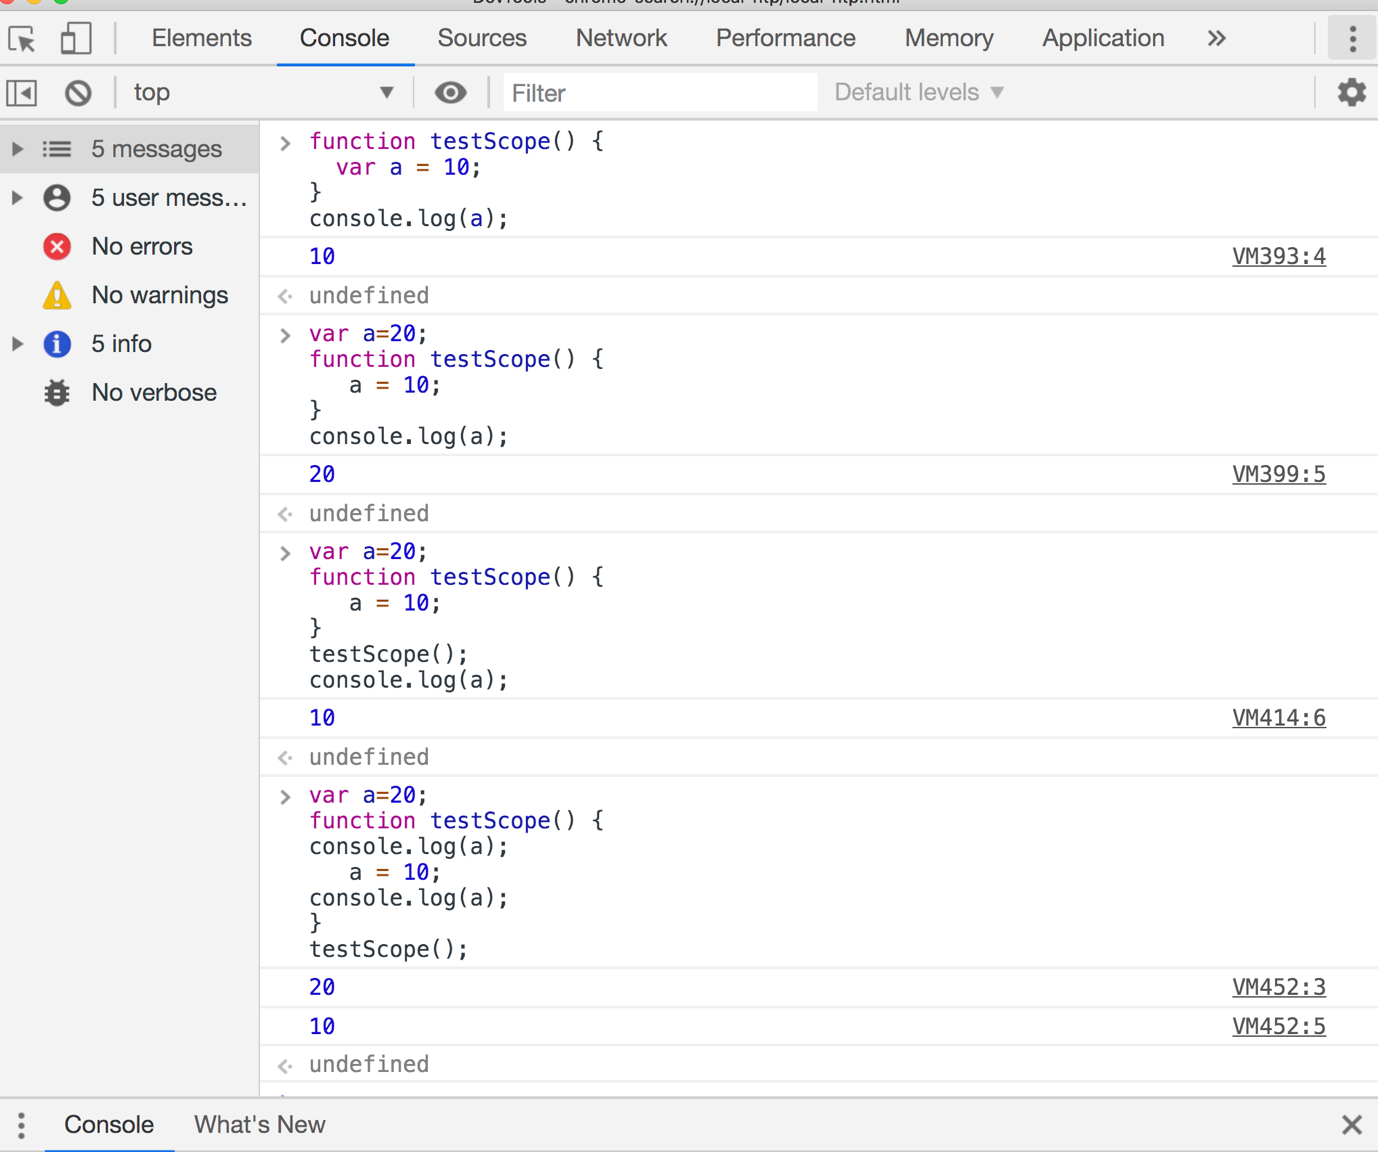 Elements Console Sources Network Performance Memory Application »
top Filter Default levels
5 messages
5 user mess...
No errors
No warnings
5 info
No verbose
function testScope() {
var a = 10;
}
console.log(a);
10 VM393:4
undefined
var a=20;
function testScope() {
a = 10;
}
console.log(a);
20 VM399:5
undefined
var a=20;
function testScope() {
a = 10;
}
testScope();
console.log(a);
10 VM414:6
undefined
var a=20;
function testScope() {
console.log(a);
a = 10;
console.log(a);
}
testScope();
20 VM452:3
10 VM452:5
undefined
Console What's New